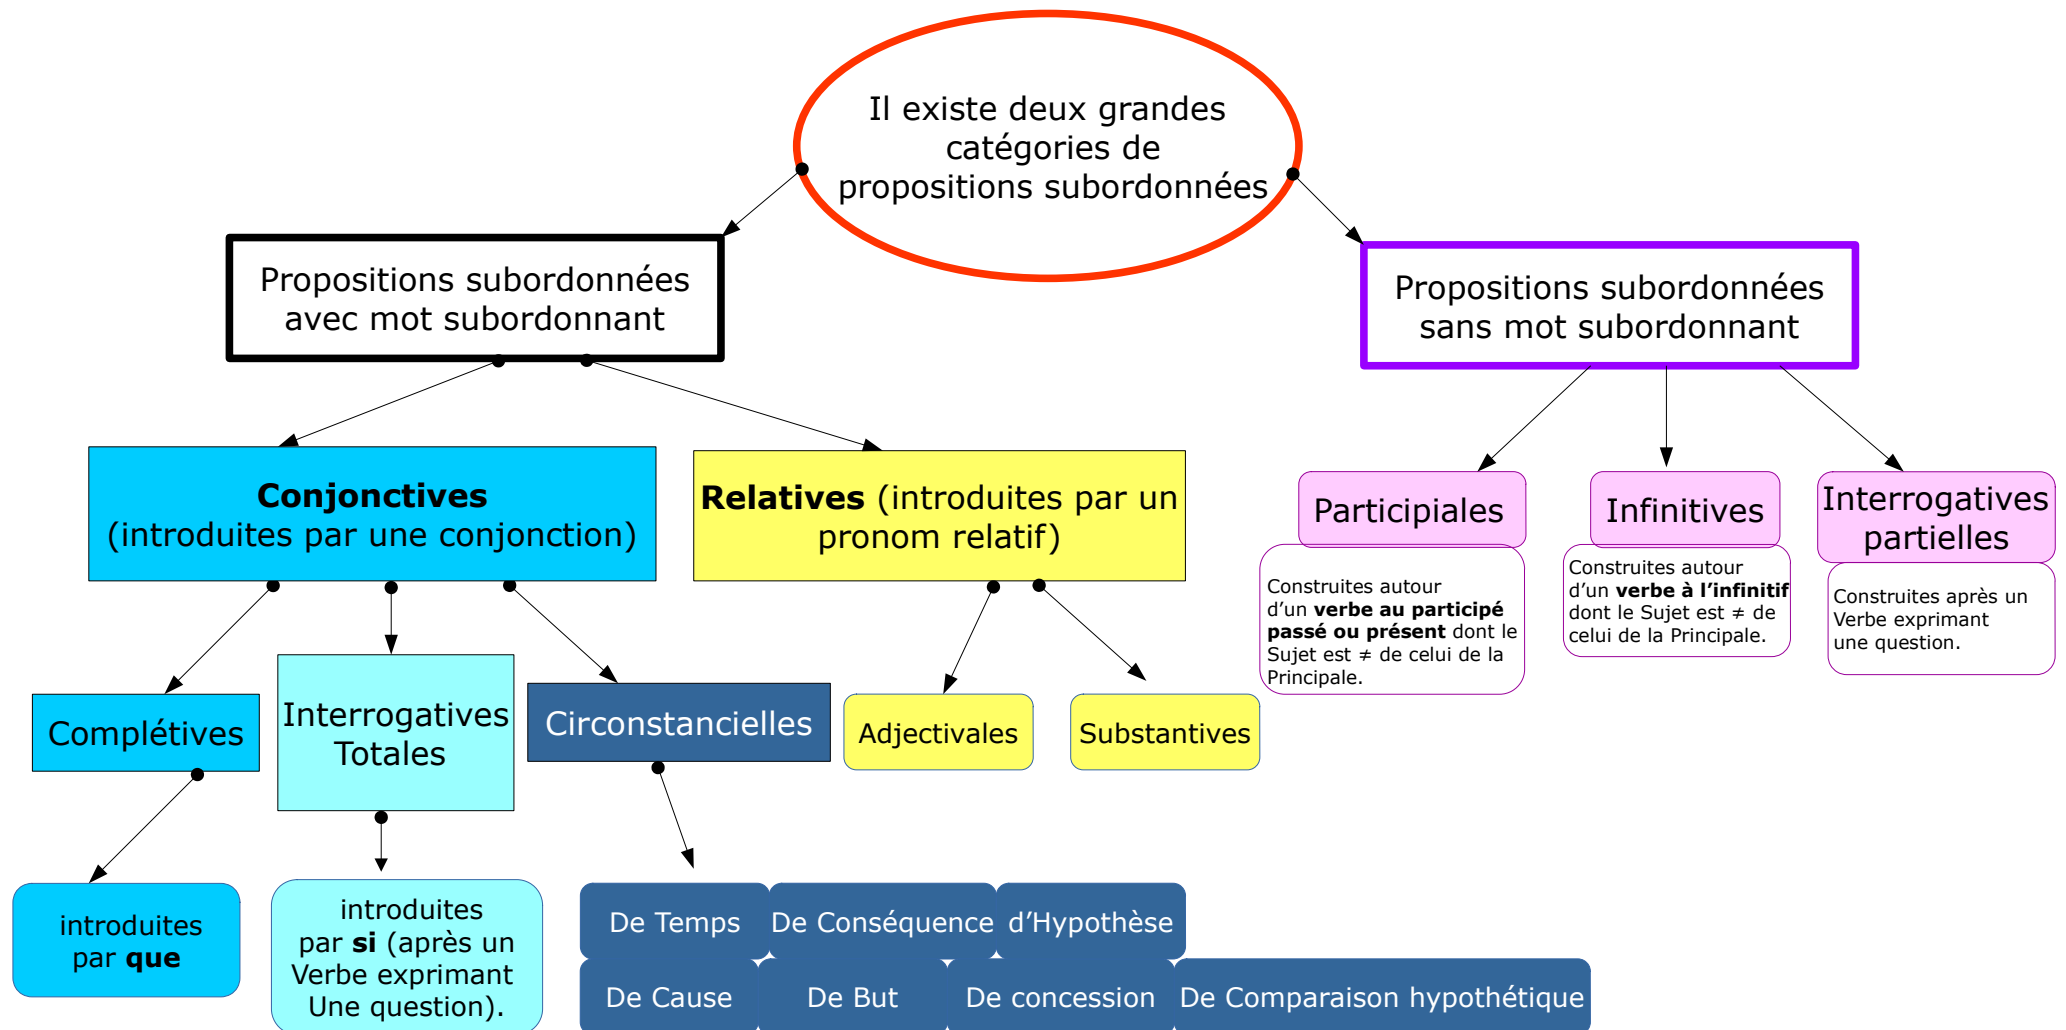 Il existe deux grandes
catégories de
propositions subordonnées
Propositions subordonnées
avec mot subordonnant
Propositions subordonnées
sans mot subordonnant
Conjonctives
(introduites par une conjonction)
Relatives (introduites par un
pronom relatif)
Participiales
Infinitives
Interrogatives
partielles
Construites autour
d'un verbe au participé
passé ou présent dont le
Sujet est ≠ de celui de la
Principale.
Construites autour
d'un verbe à l'infinitif
dont le Sujet est ≠ de
celui de la Principale.
Construites après un
Verbe exprimant
une question.
Complétives
Interrogatives
Totales
Circonstancielles
Adjectivales
Substantives
introduites
par que
introduites
par si (après un
Verbe exprimant
Une question).
De Temps
De Conséquence
d'Hypothèse
De Cause
De But
De concession
De Comparaison hypothétique